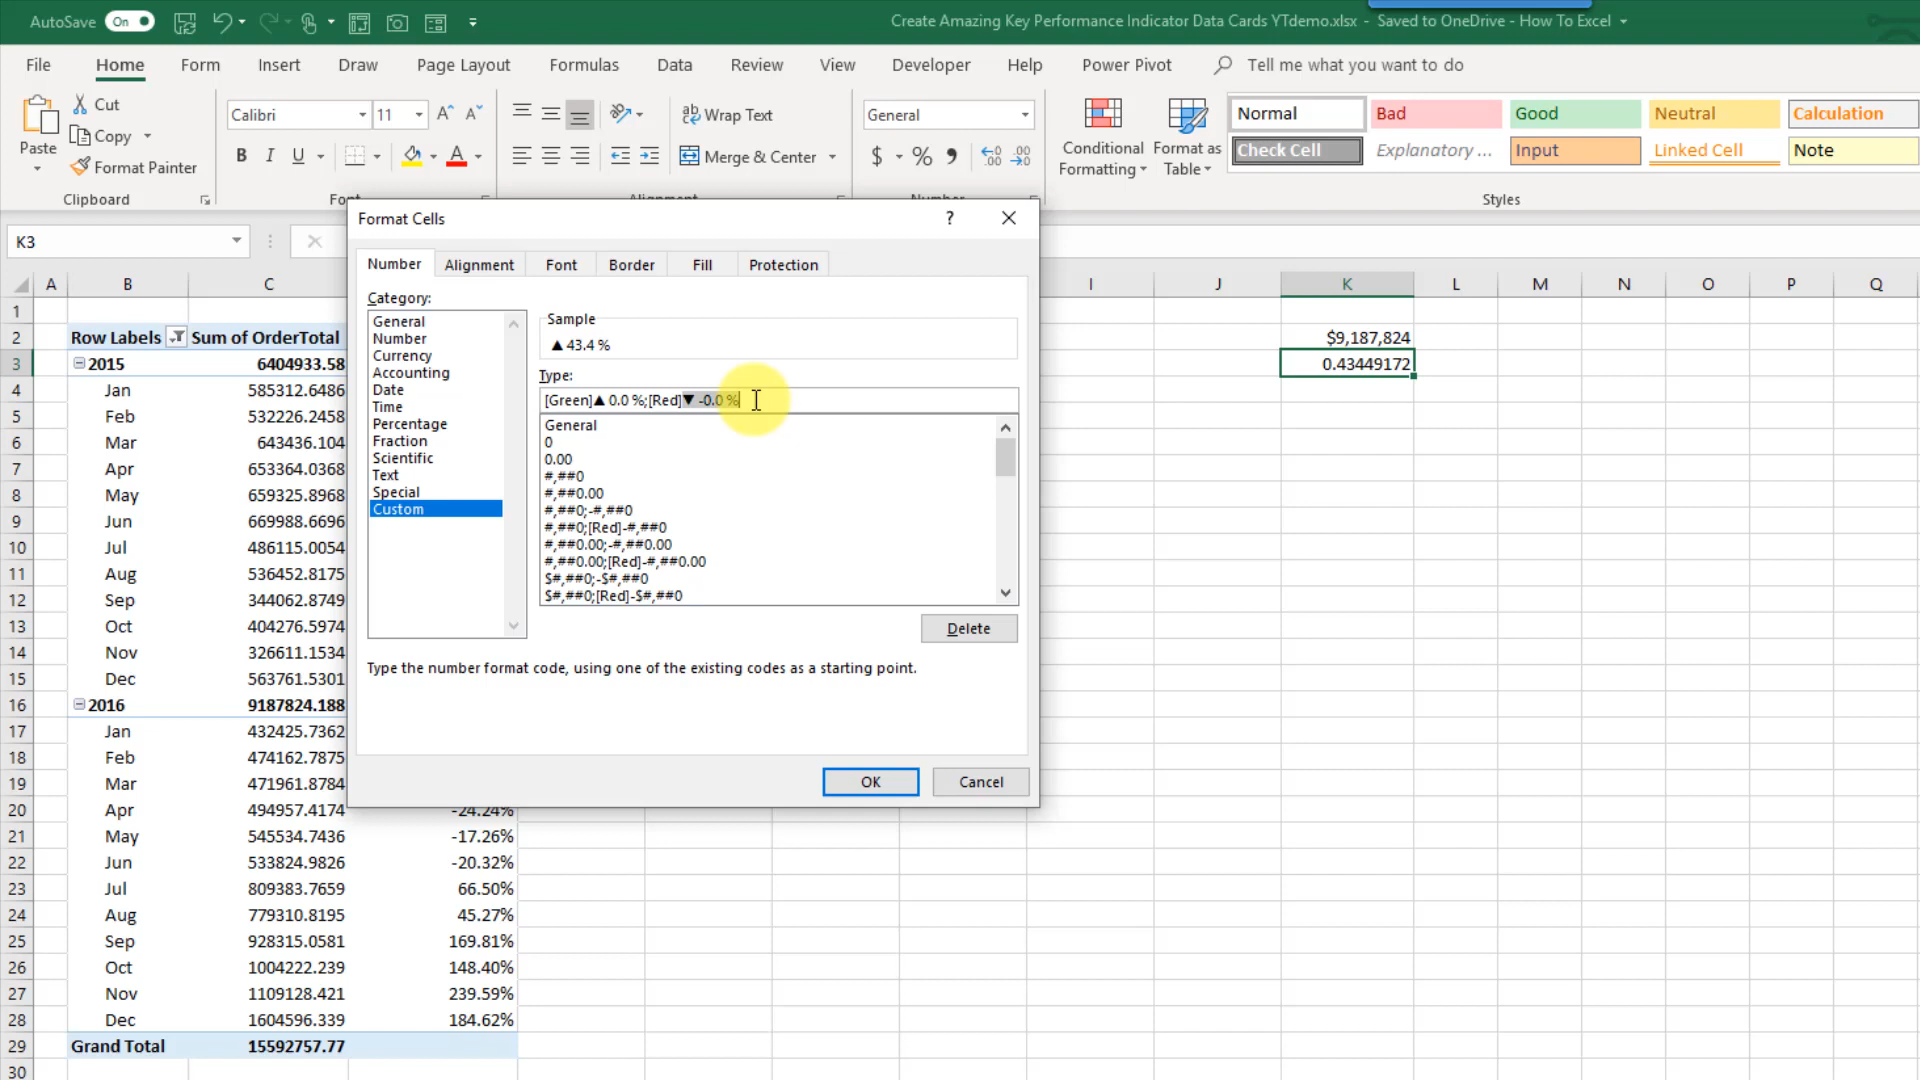 AutoSave On Create Amazing Key Performance Indicator Data Cards YTdemo.xlsx - Saved to OneDrive - How To Excel
File Home Form Insert Draw Page Layout Formulas Data Review View Developer Help Power Pivot Tell me what you want to do
Paste
Cut
Copy
Format Painter
Clipboard
Calibri 11
B I U
Wrap Text
Merge & Center
General
$ % ,
Conditional Formatting
Format as Table
Normal Bad Good Neutral Calculation
Check Cell Explanatory ... Input Linked Cell Note
Styles
K3
Format Cells ?
Number Alignment Font Border Fill Protection
Category:
General
Number
Currency
Accounting
Date
Time
Percentage
Fraction
Scientific
Text
Special
Custom
Sample
▲ 43.4 %
Type:
[Green]▲ 0.0 %;[Red]▼ -0.0 %
General
0
0.00
#,##0
#,##0.00
#,##0;-#,##0
#,##0;[Red]-#,##0
#,##0.00;-#,##0.00
#,##0.00;[Red]-#,##0.00
$#,##0;-$#,##0
$#,##0;[Red]-$#,##0
Delete
Type the number format code, using one of the existing codes as a starting point.
OK Cancel
A B C I J K L M N O P Q
1
2 Row Labels Sum of OrderTotal $9,187,824
3 2015 6404933.58 0.43449172
4 Jan 585312.6486
5 Feb 532226.2458
6 Mar 643436.104
7 Apr 653364.0368
8 May 659325.8968
9 Jun 669988.6696
10 Jul 486115.0054
11 Aug 536452.8175
12 Sep 344062.8749
13 Oct 404276.5974
14 Nov 326611.1534
15 Dec 563761.5301
16 2016 9187824.188
17 Jan 432425.7362
18 Feb 474162.7875
19 Mar 471961.8784
20 Apr 494957.4174 -24.24%
21 May 545534.7436 -17.26%
22 Jun 533824.9826 -20.32%
23 Jul 809383.7659 66.50%
24 Aug 779310.8195 45.27%
25 Sep 928315.0581 169.81%
26 Oct 1004222.239 148.40%
27 Nov 1109128.421 239.59%
28 Dec 1604596.339 184.62%
29 Grand Total 15592757.77
30